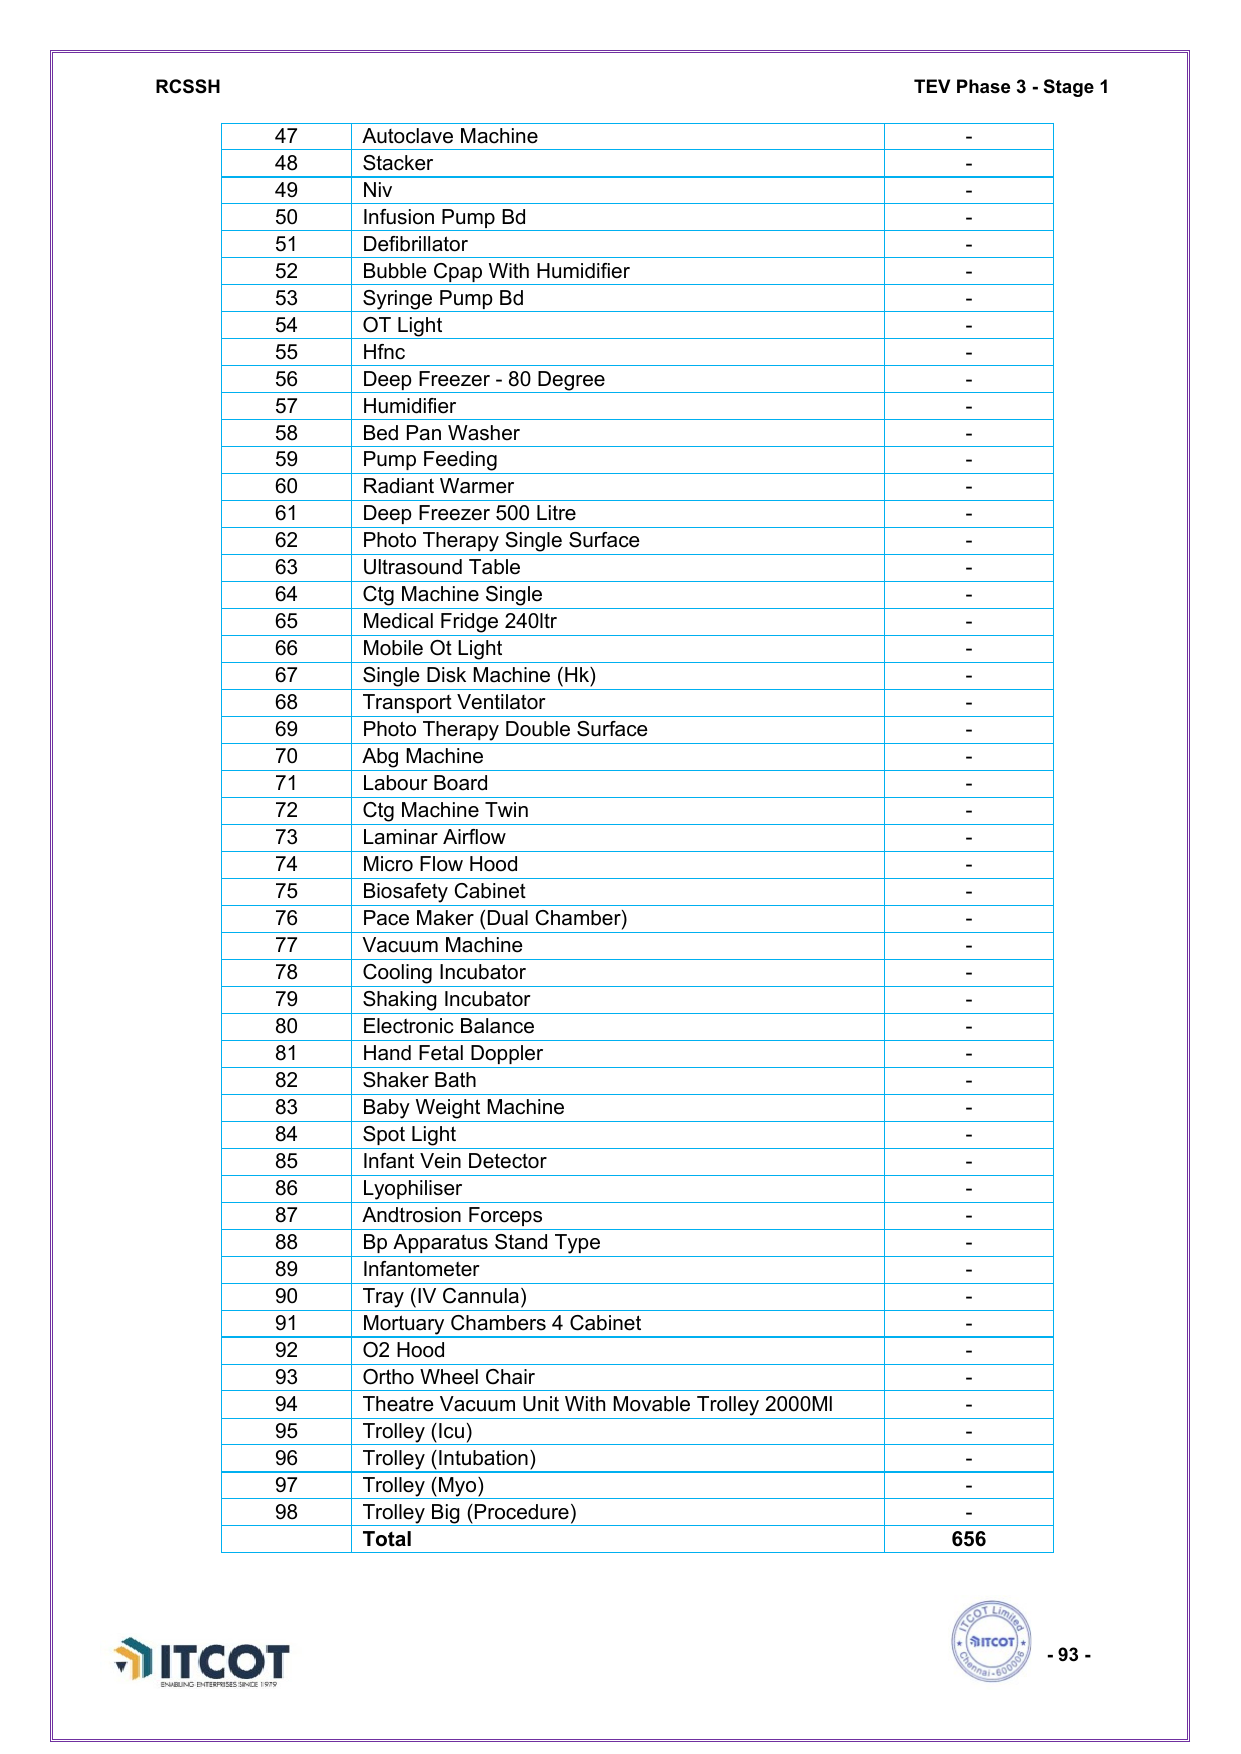 RCSSH TEV Phase 3 - Stage 1
47 Autoclave Machine -
48 Stacker -
49 Niv -
50 Infusion Pump Bd -
51 Defibrillator -
52 Bubble Cpap With Humidifier -
53 Syringe Pump Bd -
54 OT Light -
55 Hfnc -
56 Deep Freezer - 80 Degree -
57 Humidifier -
58 Bed Pan Washer -
59 Pump Feeding -
60 Radiant Warmer -
61 Deep Freezer 500 Litre -
62 Photo Therapy Single Surface -
63 Ultrasound Table -
64 Ctg Machine Single -
65 Medical Fridge 240ltr -
66 Mobile Ot Light -
67 Single Disk Machine (Hk) -
68 Transport Ventilator -
69 Photo Therapy Double Surface -
70 Abg Machine -
71 Labour Board -
72 Ctg Machine Twin -
73 Laminar Airflow -
74 Micro Flow Hood -
75 Biosafety Cabinet -
76 Pace Maker (Dual Chamber) -
77 Vacuum Machine -
78 Cooling Incubator -
79 Shaking Incubator -
80 Electronic Balance -
81 Hand Fetal Doppler -
82 Shaker Bath -
83 Baby Weight Machine -
84 Spot Light -
85 Infant Vein Detector -
86 Lyophiliser -
87 Andtrosion Forceps -
88 Bp Apparatus Stand Type -
89 Infantometer -
90 Tray (IV Cannula) -
91 Mortuary Chambers 4 Cabinet -
92 O2 Hood -
93 Ortho Wheel Chair -
94 Theatre Vacuum Unit With Movable Trolley 2000Ml -
95 Trolley (Icu) -
96 Trolley (Intubation) -
97 Trolley (Myo) -
98 Trolley Big (Procedure) -
Total 656
ITCOT
ENABLING ENTERPRISES SINCE 1979
ITCOT Limited
ITCOT
Chennai-600006
- 93 -